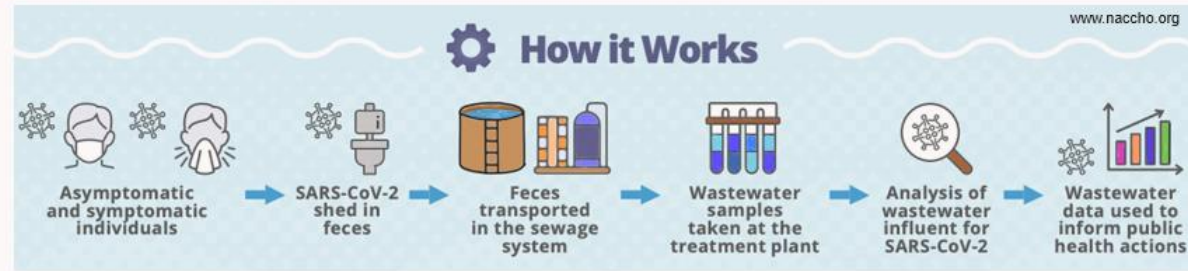 www.naccho.org
How it Works
Asymptomatic
and symptomatic
individuals
SARS-CoV-2
shed in
feces
Feces
transported
in the sewage
system
Wastewater
samples
taken at the
treatment plant
Analysis of
wastewater
influent for
SARS-CoV-2
Wastewater
data used to
inform public
health actions